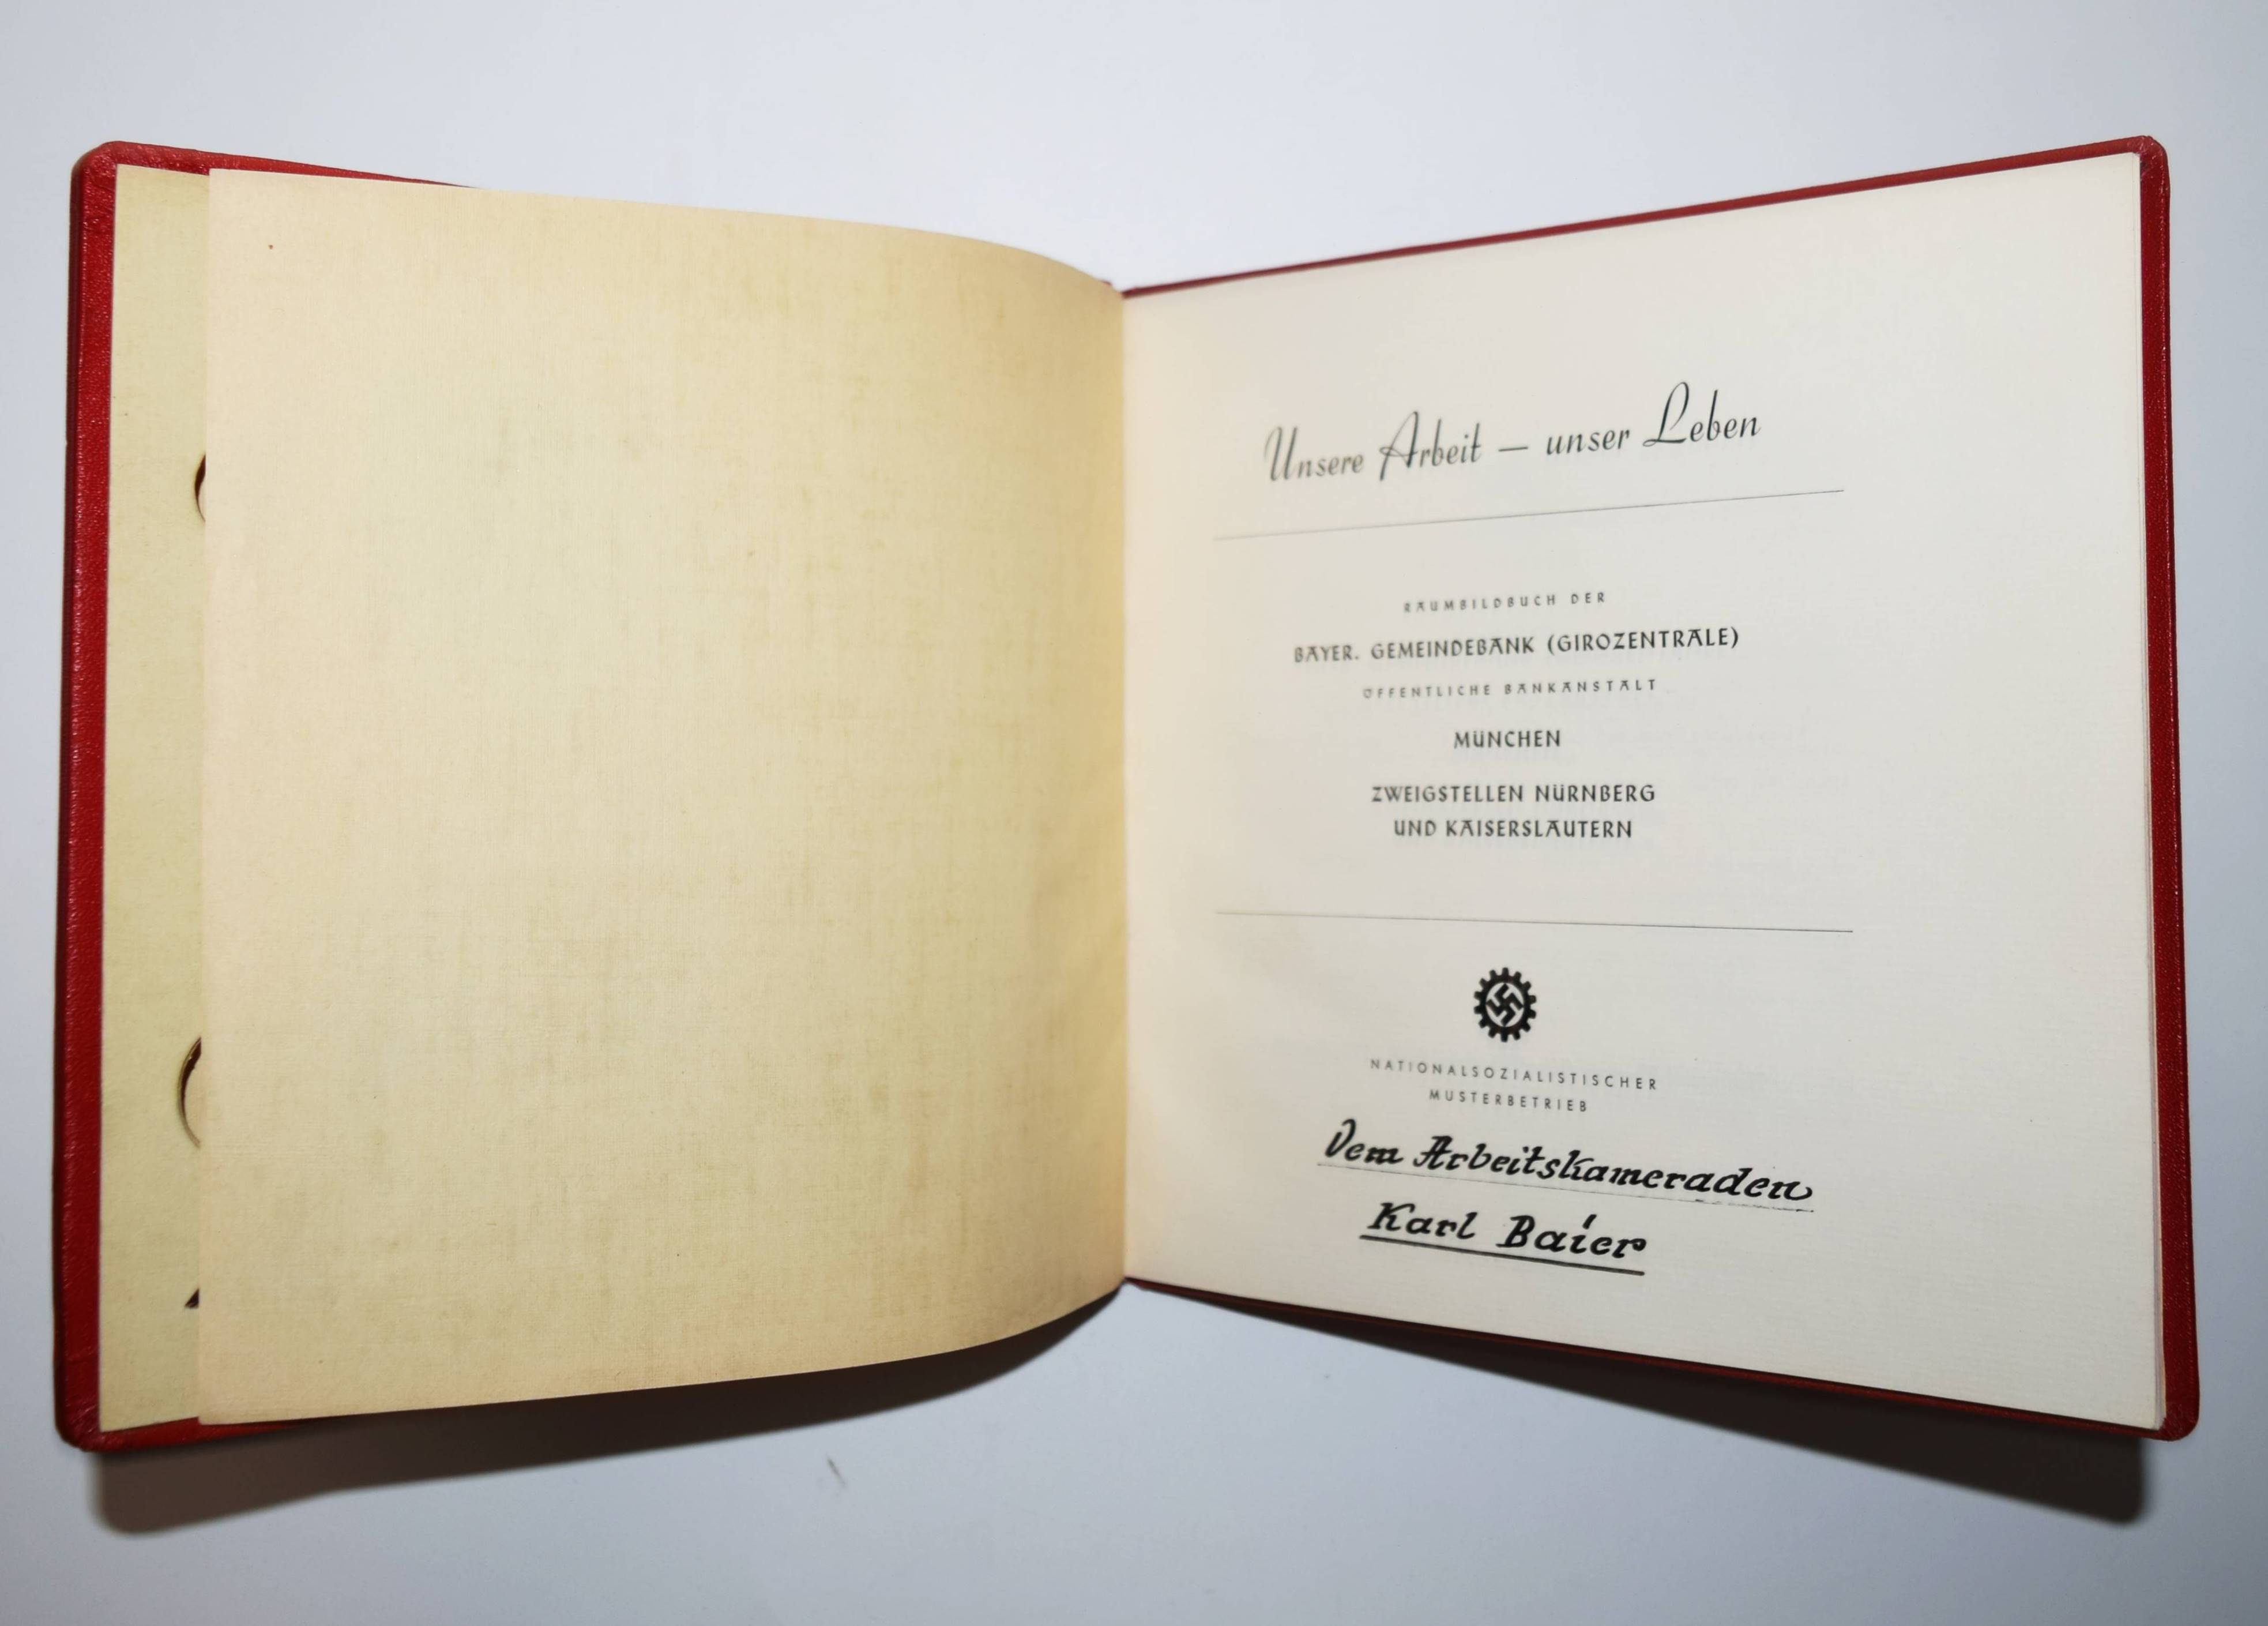 Unsere Arbeit — unser Leben
RAUMBILDBUCH DER
BAYER. GEMEINDEBANK (GIROZENTRALE)
ÖFFENTLICHE BANKANSTALT
MÜNCHEN
ZWEIGSTELLEN NÜRNBERG
UND KAISERSLAUTERN
NATIONALSOZIALISTISCHER
MUSTERBETRIEB
Dem Arbeitskameraden
Karl Baier